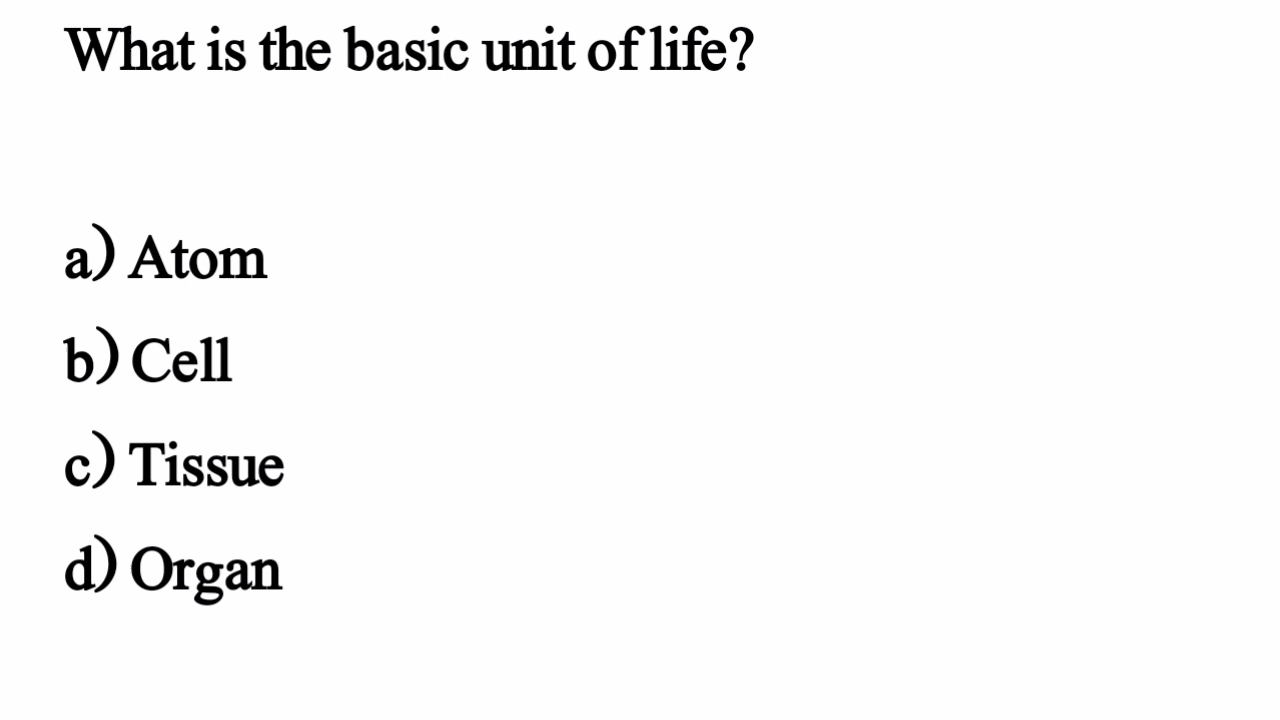 What is the basic unit of life?
a) Atom
b) Cell
c) Tissue
d) Organ